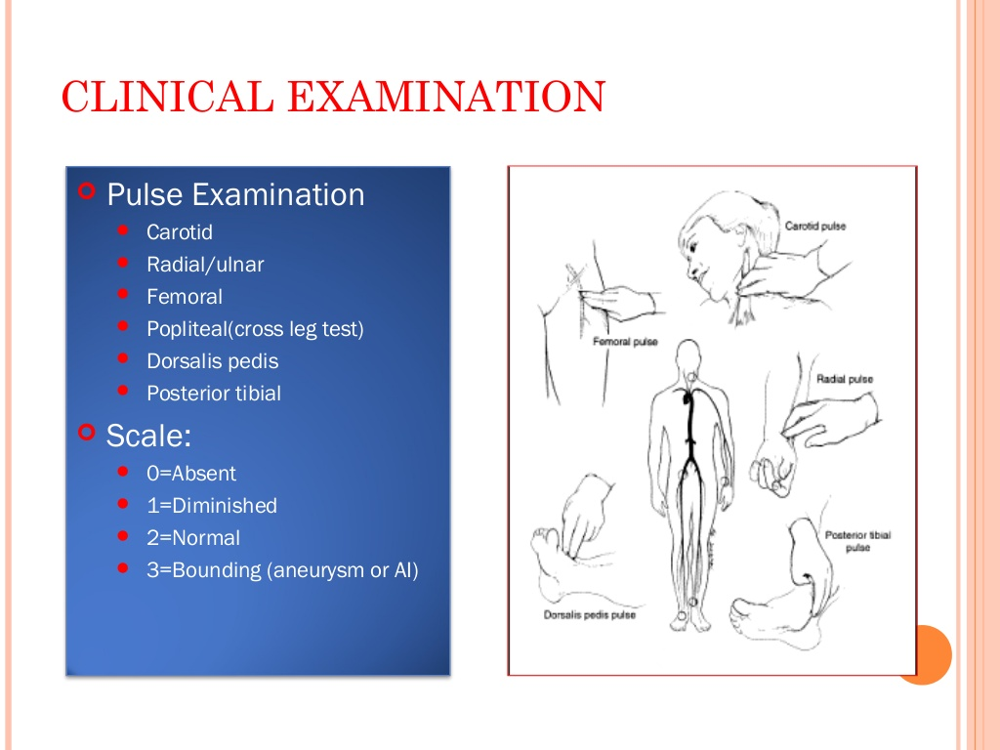 CLINICAL EXAMINATION
Pulse Examination
Carotid
Radial/ulnar
Femoral
Popliteal(cross leg test)
Dorsalis pedis
Posterior tibial
Scale:
0=Absent
1=Diminished
2=Normal
3=Bounding (aneurysm or AI)
Carotid pulse
Femoral pulse
Radial pulse
Posterior tibial
pulse
Dorsalis pedis pulse